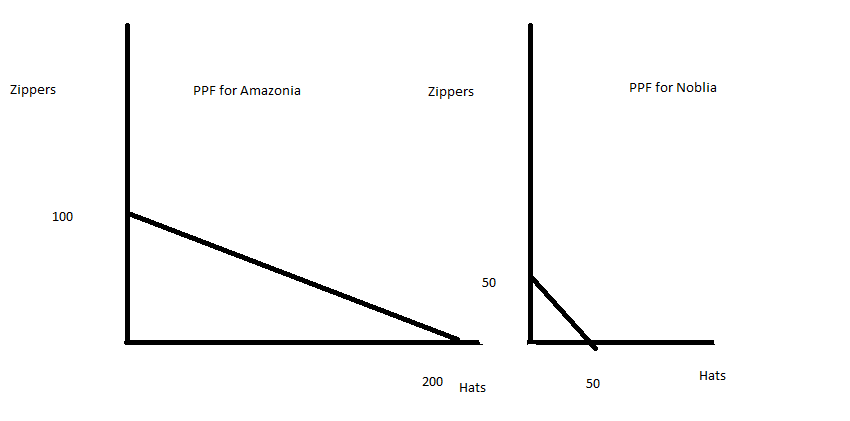 Zippers
PPF for Amazonia
100
200
Hats
Zippers
PPF for Noblia
50
50
Hats